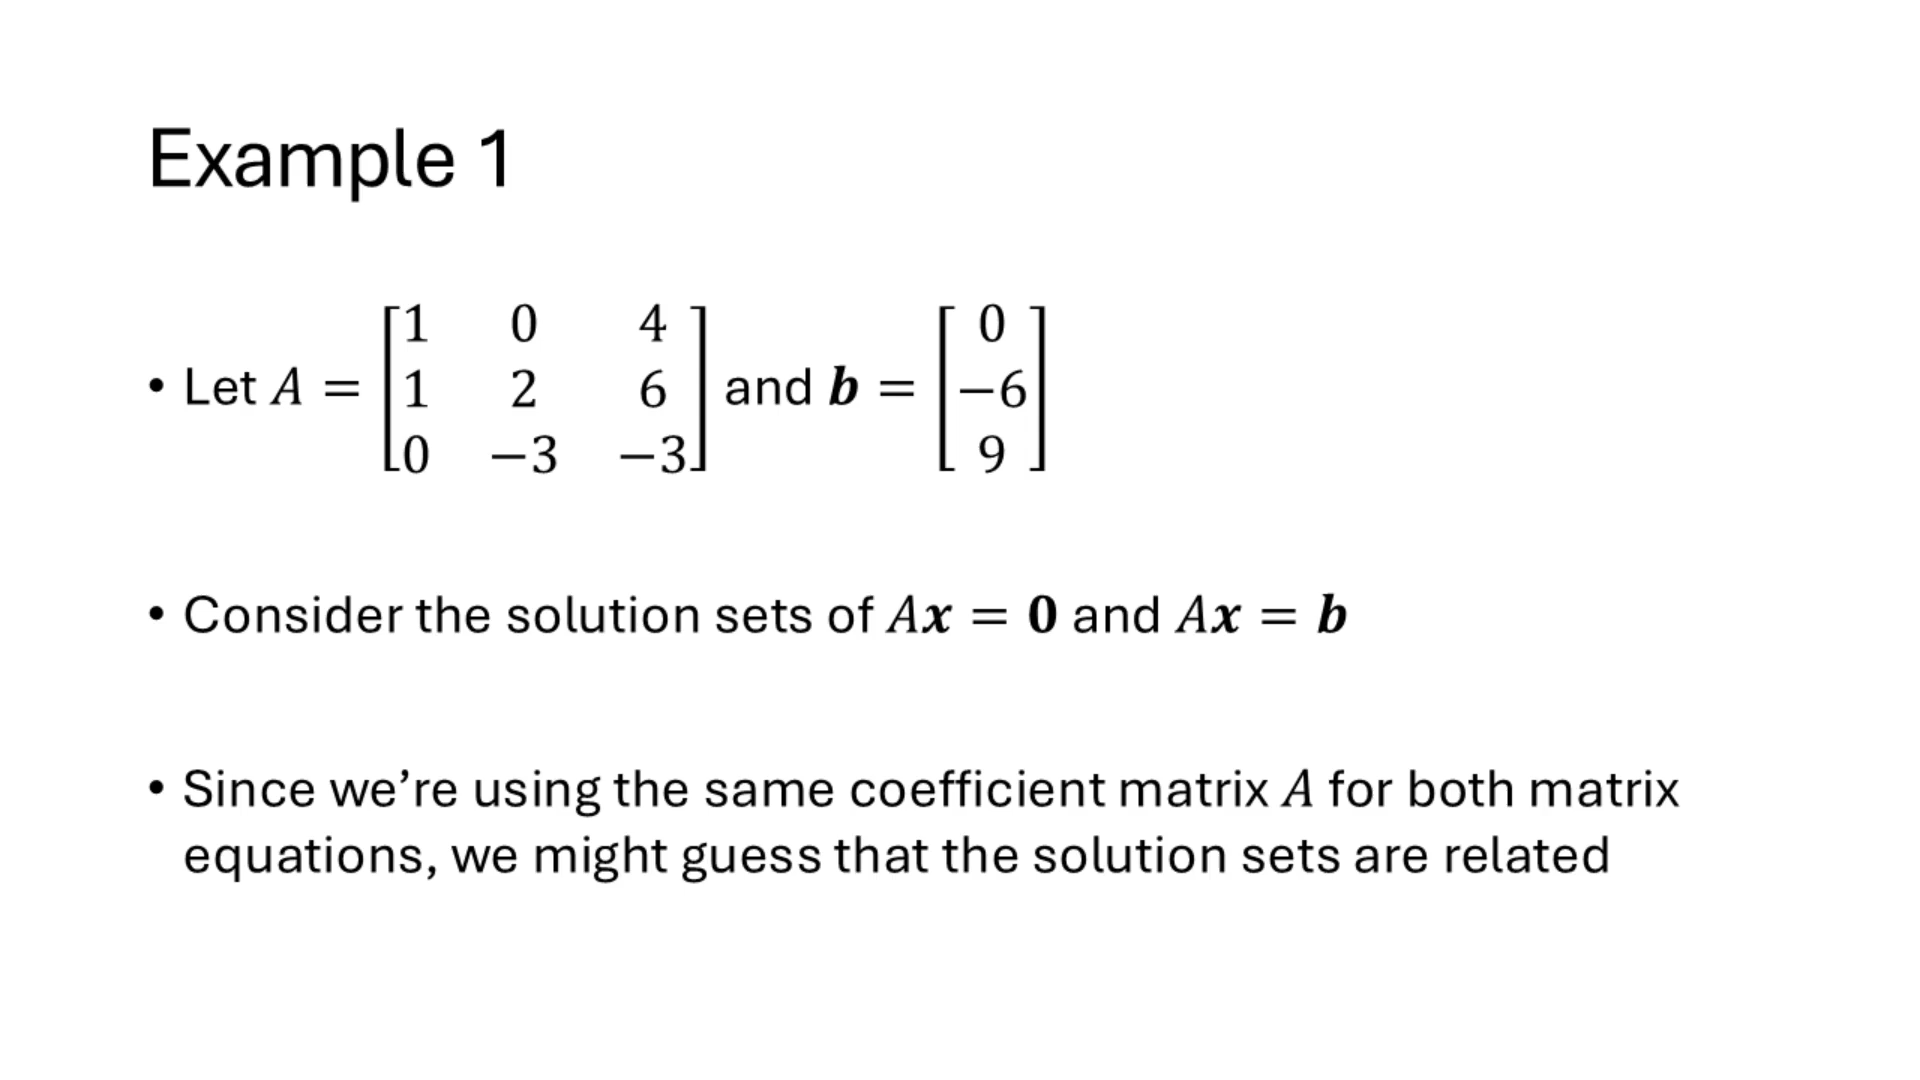 Example 1
• Let A = [1 0 4; 1 2 6; 0 −3 −3] and b = [0; −6; 9]
• Consider the solution sets of Ax = 0 and Ax = b
• Since we’re using the same coefficient matrix A for both matrix
equations, we might guess that the solution sets are related